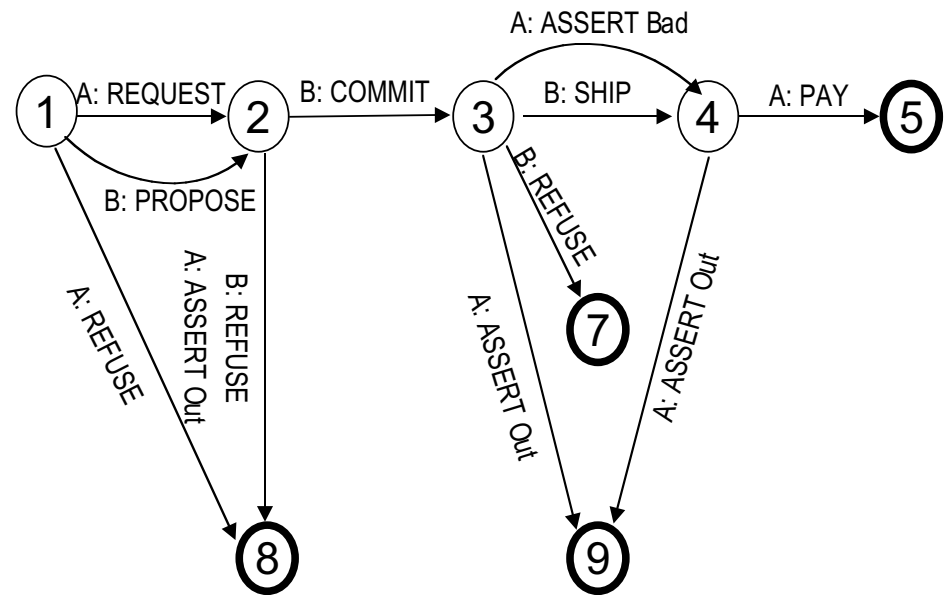 A: ASSERT Bad
A: REQUEST
B: COMMIT
B: SHIP
A: PAY
1
2
3
4
5
B: PROPOSE
B: REFUSE
A: REFUSE
A: ASSERT Out
B: REFUSE
A: ASSERT Out
7
A: ASSERT Out
8
9